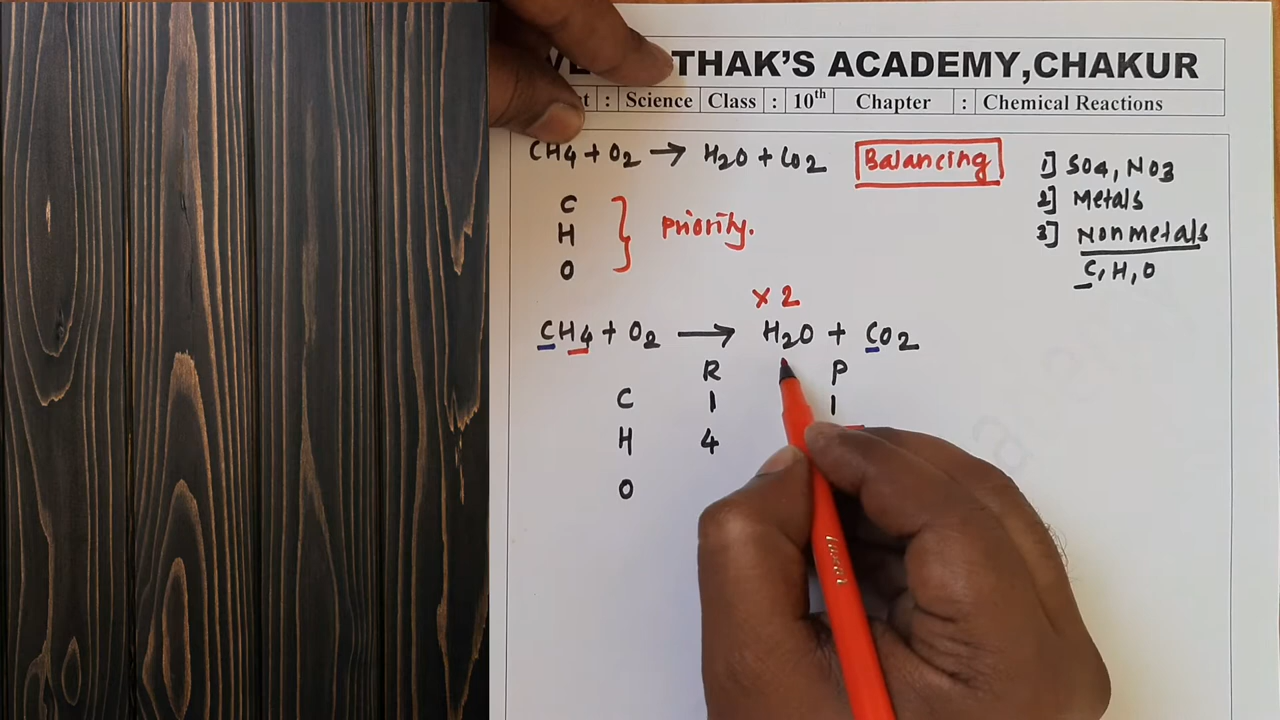 THAK'S ACADEMY,CHAKUR
: Science Class : 10th Chapter : Chemical Reactions
CH4 + O2 → H2O + CO2 Balancing 1] SO4, NO3
2] Metals
C
H } Priority. 3] Nonmetals
O C, H, O
× 2
CH4 + O2 → H2O + CO2
R P
C 1 1
H 4
O